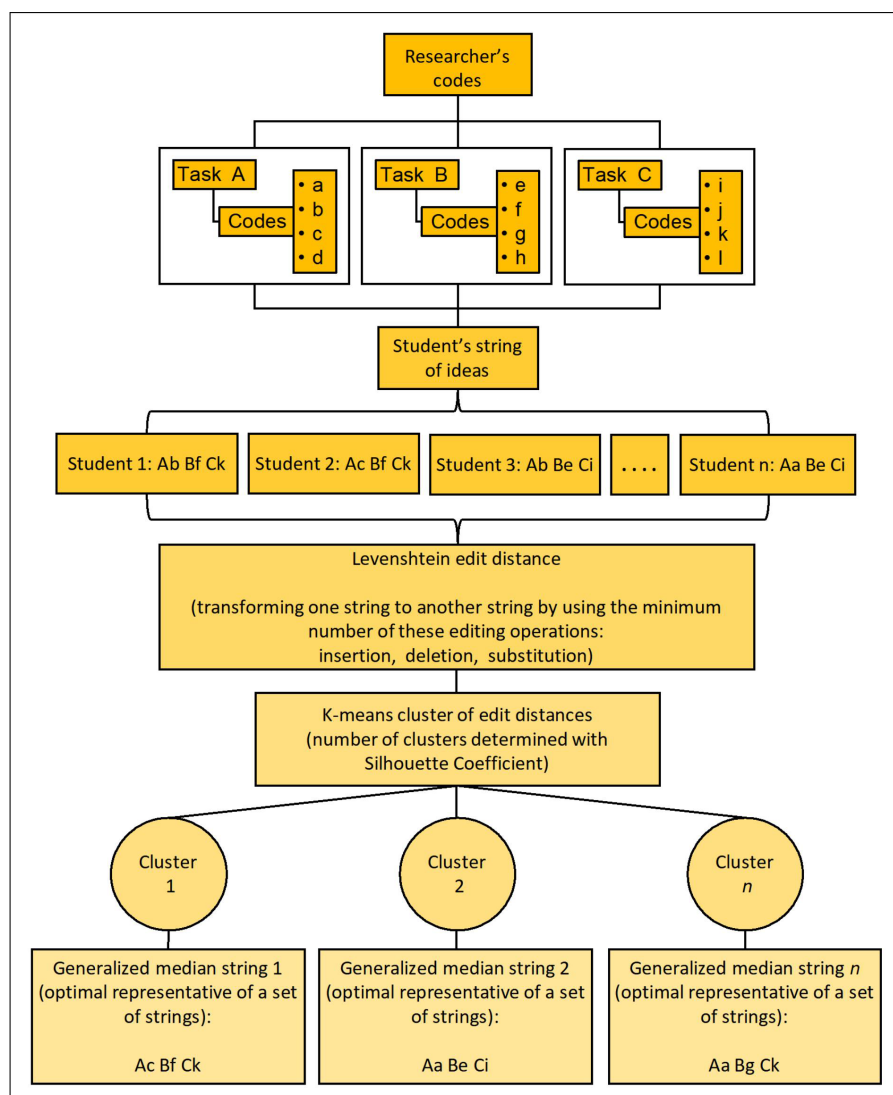 Researcher's
codes
Task A
Codes
• a
• b
• c
• d
Task B
Codes
• e
• f
• g
• h
Task C
Codes
• i
• j
• k
• l
Student's string
of ideas
Student 1: Ab Bf Ck
Student 2: Ac Bf Ck
Student 3: Ab Be Ci
....
Student n: Aa Be Ci
Levenshtein edit distance
(transforming one string to another string by using the minimum
number of these editing operations:
insertion, deletion, substitution)
K-means cluster of edit distances
(number of clusters determined with
Silhouette Coefficient)
Cluster
1
Cluster
2
Cluster
n
Generalized median string 1
(optimal representative of a set
of strings):
Ac Bf Ck
Generalized median string 2
(optimal representative of a set
of strings):
Aa Be Ci
Generalized median string n
(optimal representative of a set
of strings):
Aa Bg Ck